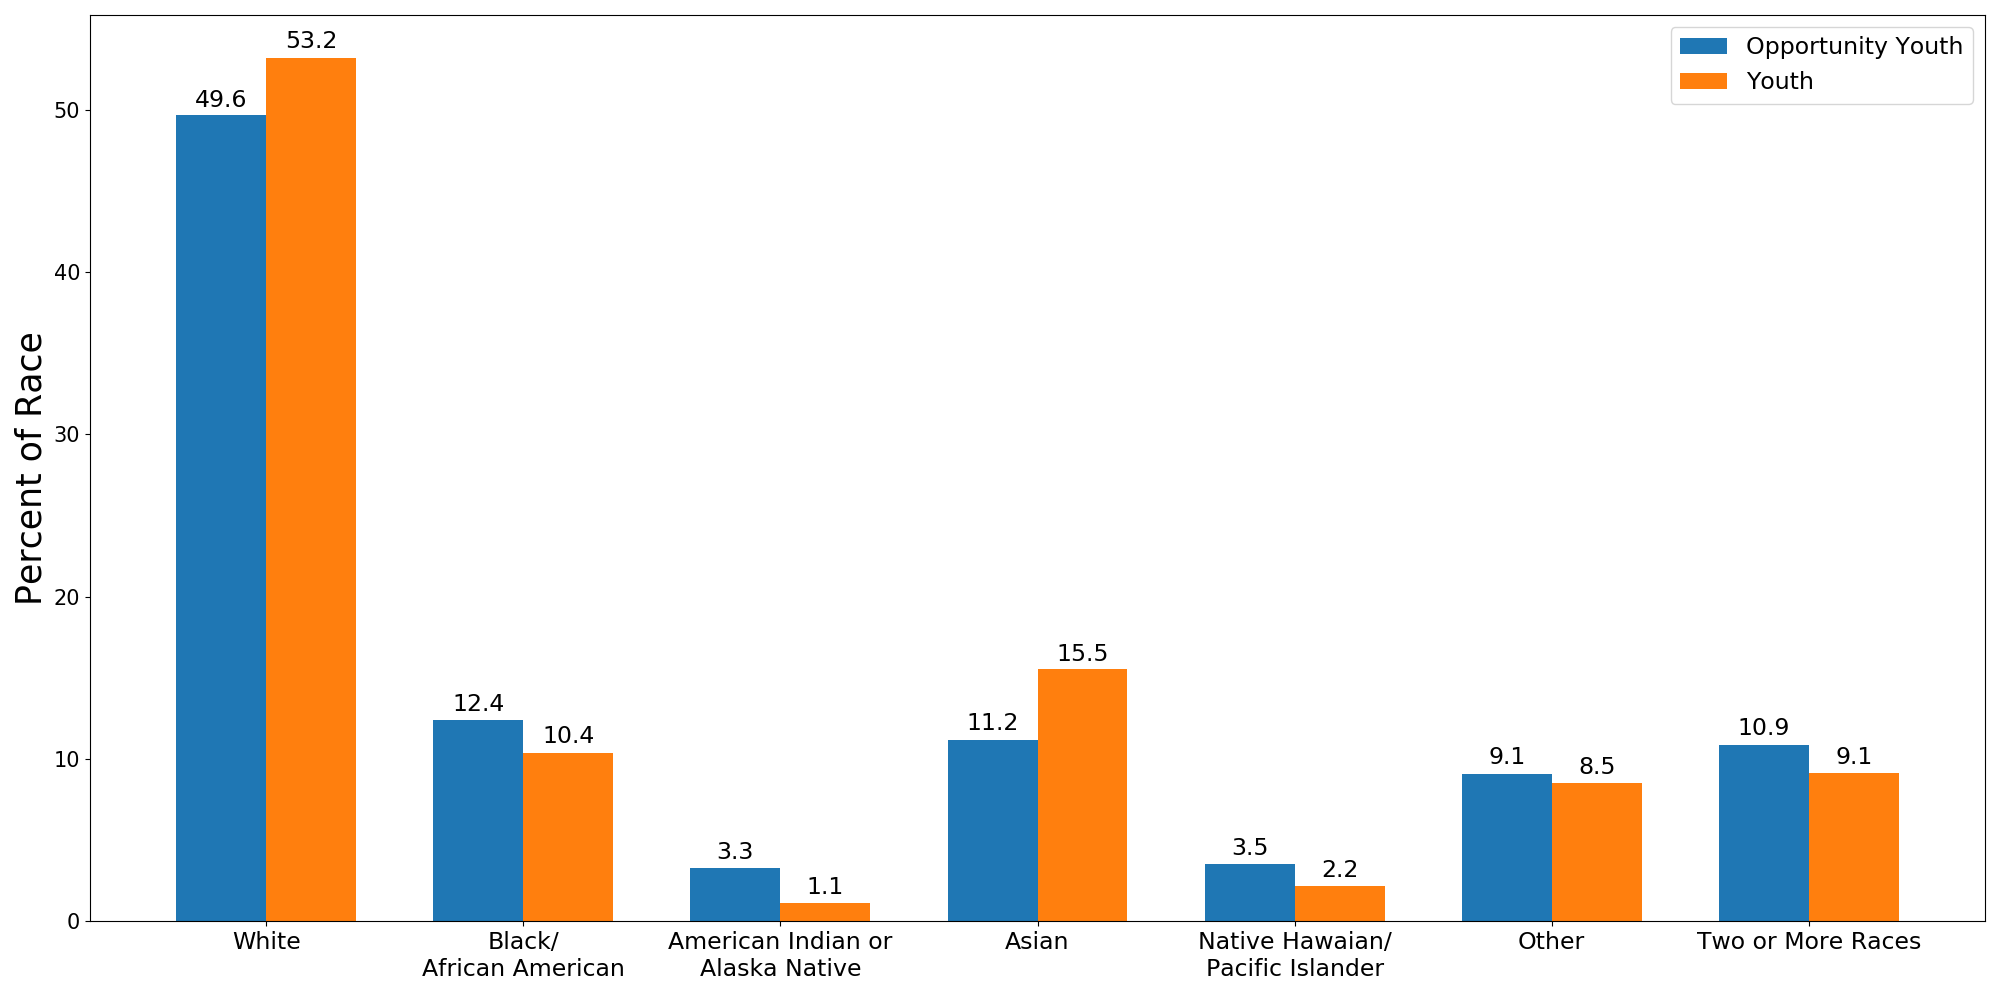 Opportunity Youth
Youth
Percent of Race
50
40
30
20
10
0
49.6
53.2
12.4
10.4
3.3
1.1
11.2
15.5
3.5
2.2
9.1
8.5
10.9
9.1
White
Black/
African American
American Indian or
Alaska Native
Asian
Native Hawaian/
Pacific Islander
Other
Two or More Races